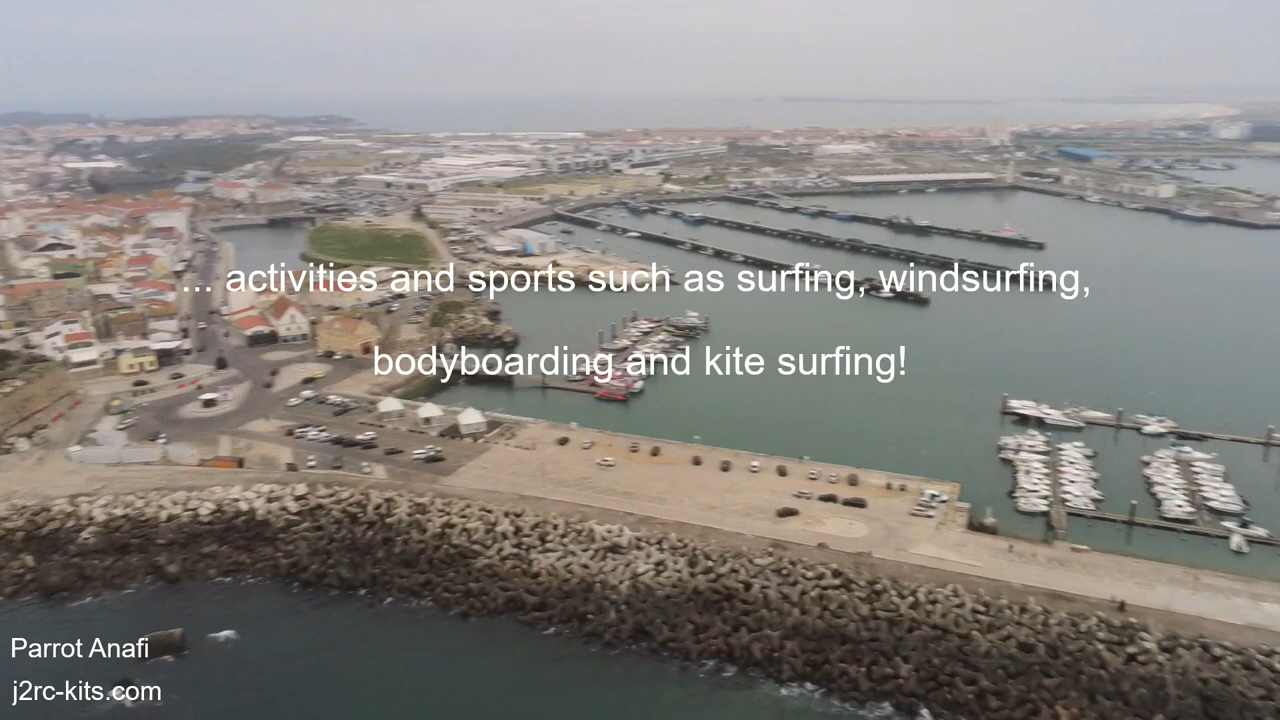 ... activities and sports such as surfing, windsurfing,
bodyboarding and kite surfing!
Parrot Anafi
j2rc-kits.com